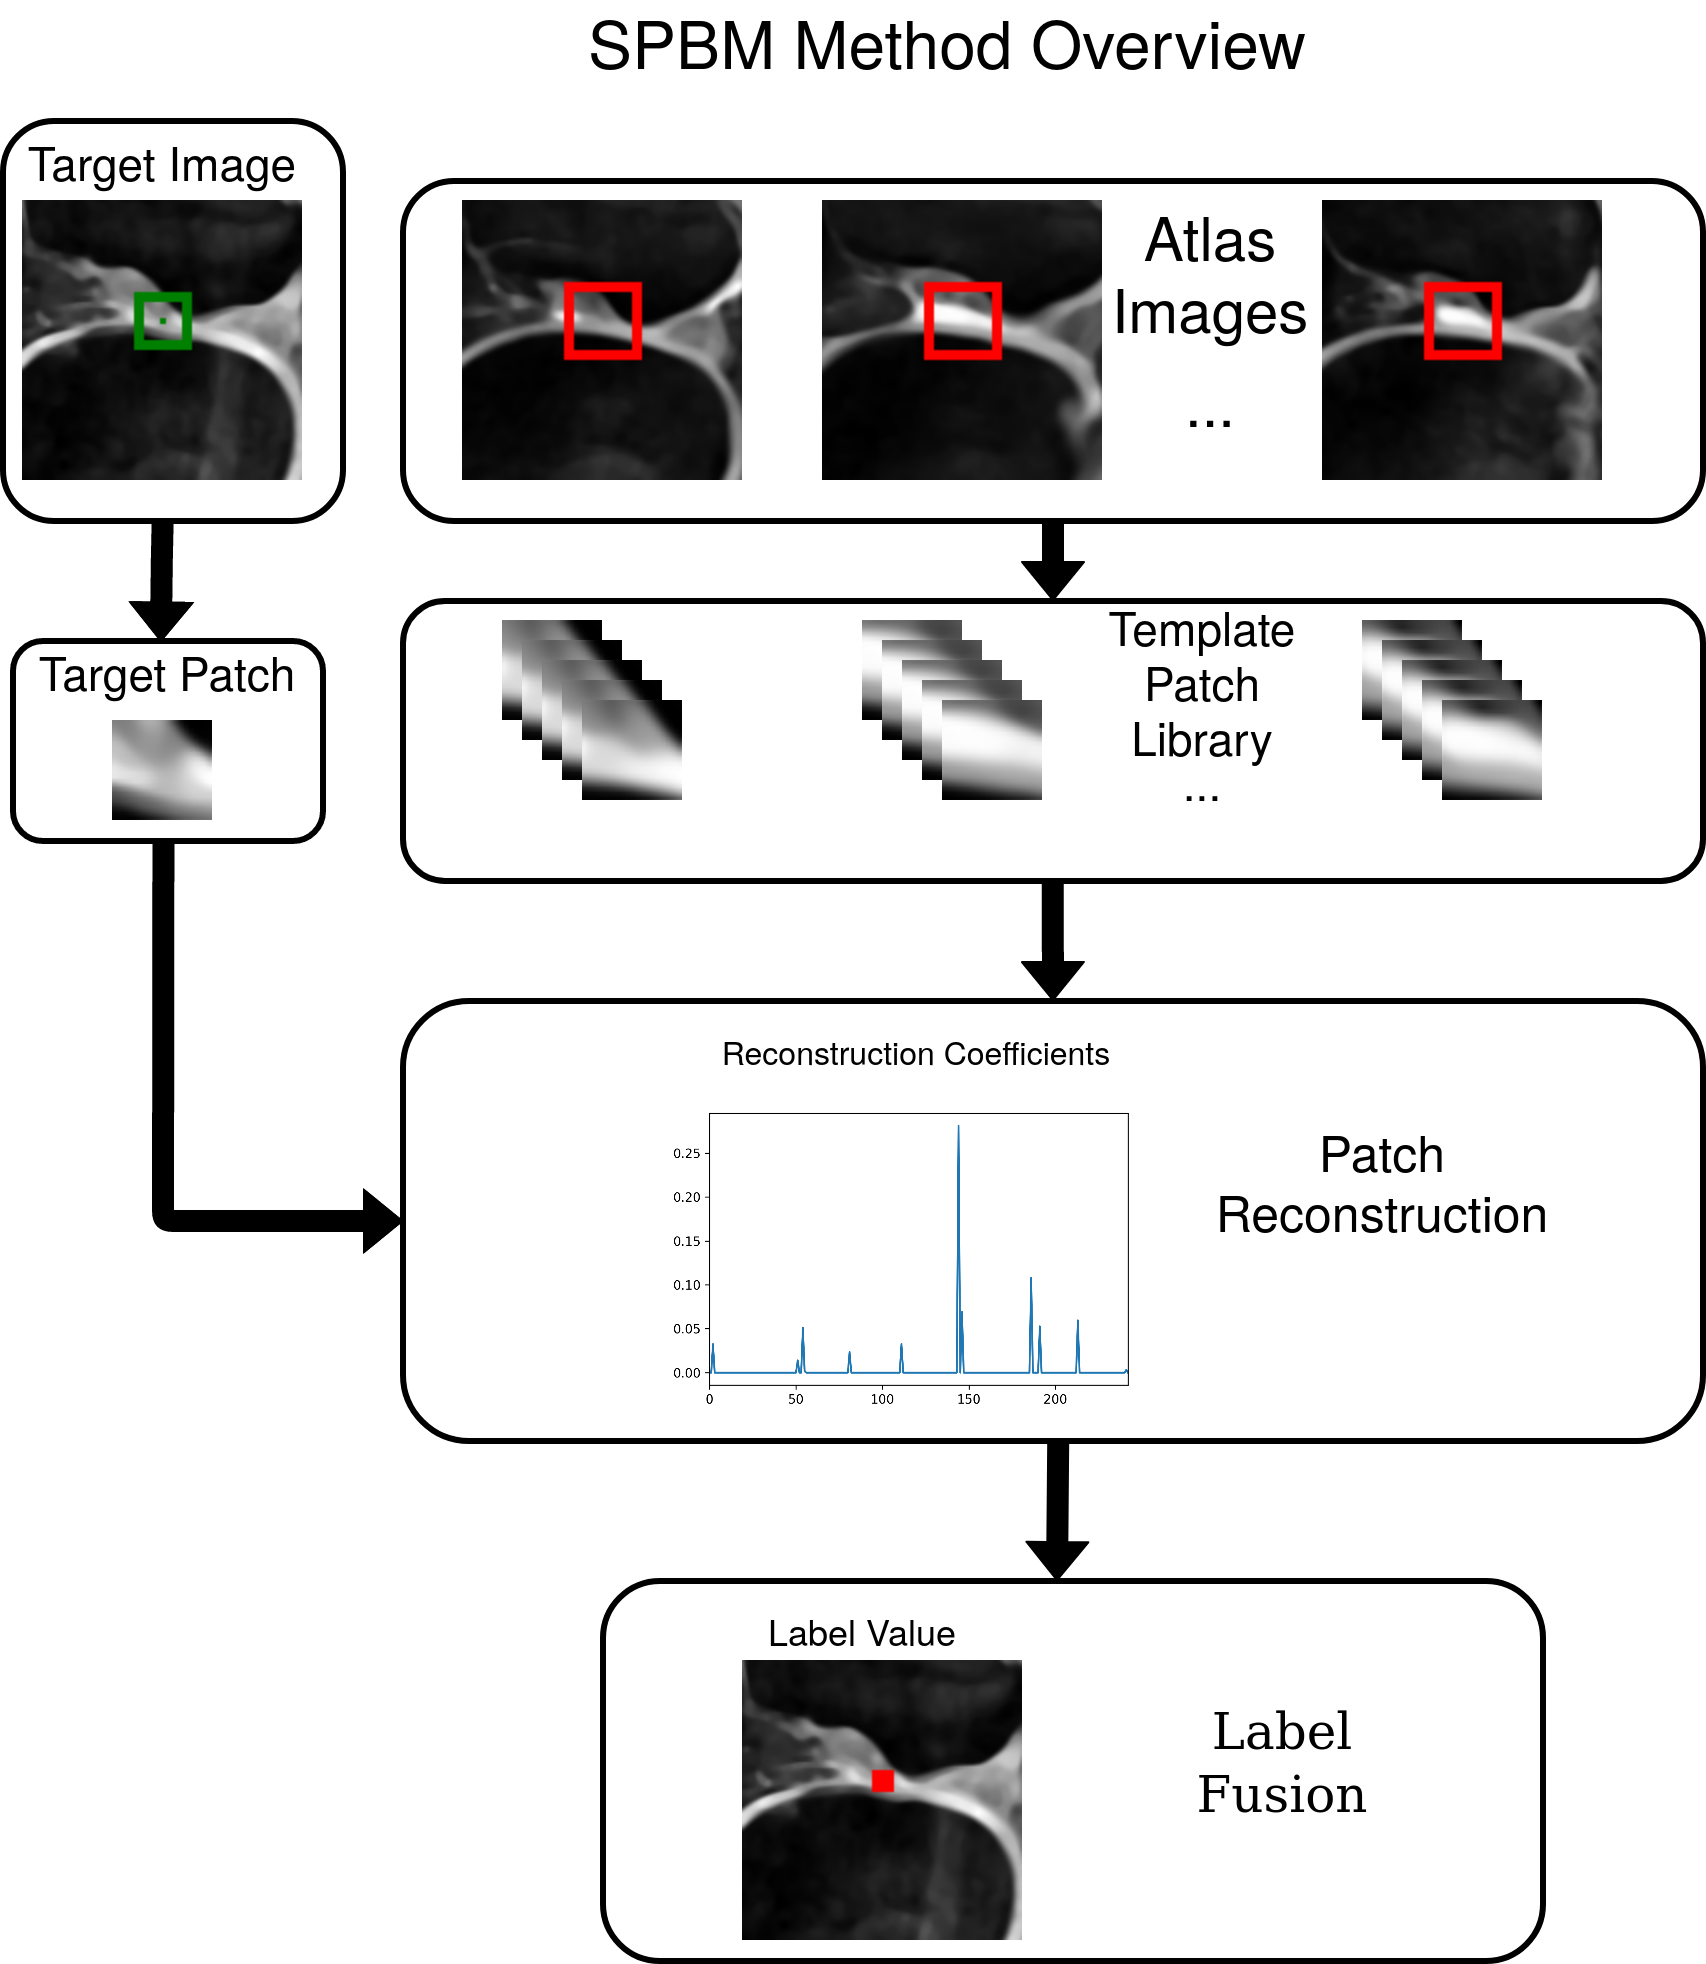 SPBM Method Overview
Target Image
Atlas
Images
...
Target Patch
Template
Patch
Library
...
Reconstruction Coefficients
0.25
0.20
0.15
0.10
0.05
0.00
0
50
100
150
200
Patch
Reconstruction
Label Value
Label
Fusion